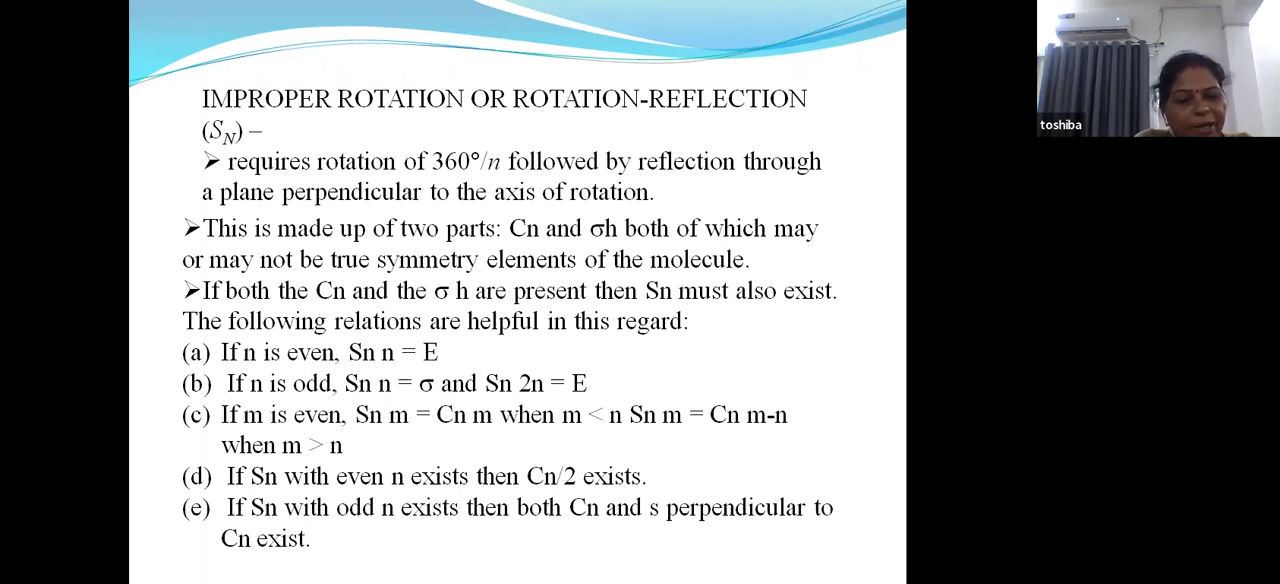 IMPROPER ROTATION OR ROTATION-REFLECTION
(SN) –
➢ requires rotation of 360°/n followed by reflection through
a plane perpendicular to the axis of rotation.
➢This is made up of two parts: Cn and σh both of which may
or may not be true symmetry elements of the molecule.
➢If both the Cn and the σ h are present then Sn must also exist.
The following relations are helpful in this regard:
(a) If n is even, Sn n = E
(b) If n is odd, Sn n = σ and Sn 2n = E
(c) If m is even, Sn m = Cn m when m < n Sn m = Cn m-n
when m > n
(d) If Sn with even n exists then Cn/2 exists.
(e) If Sn with odd n exists then both Cn and s perpendicular to
Cn exist.
toshiba